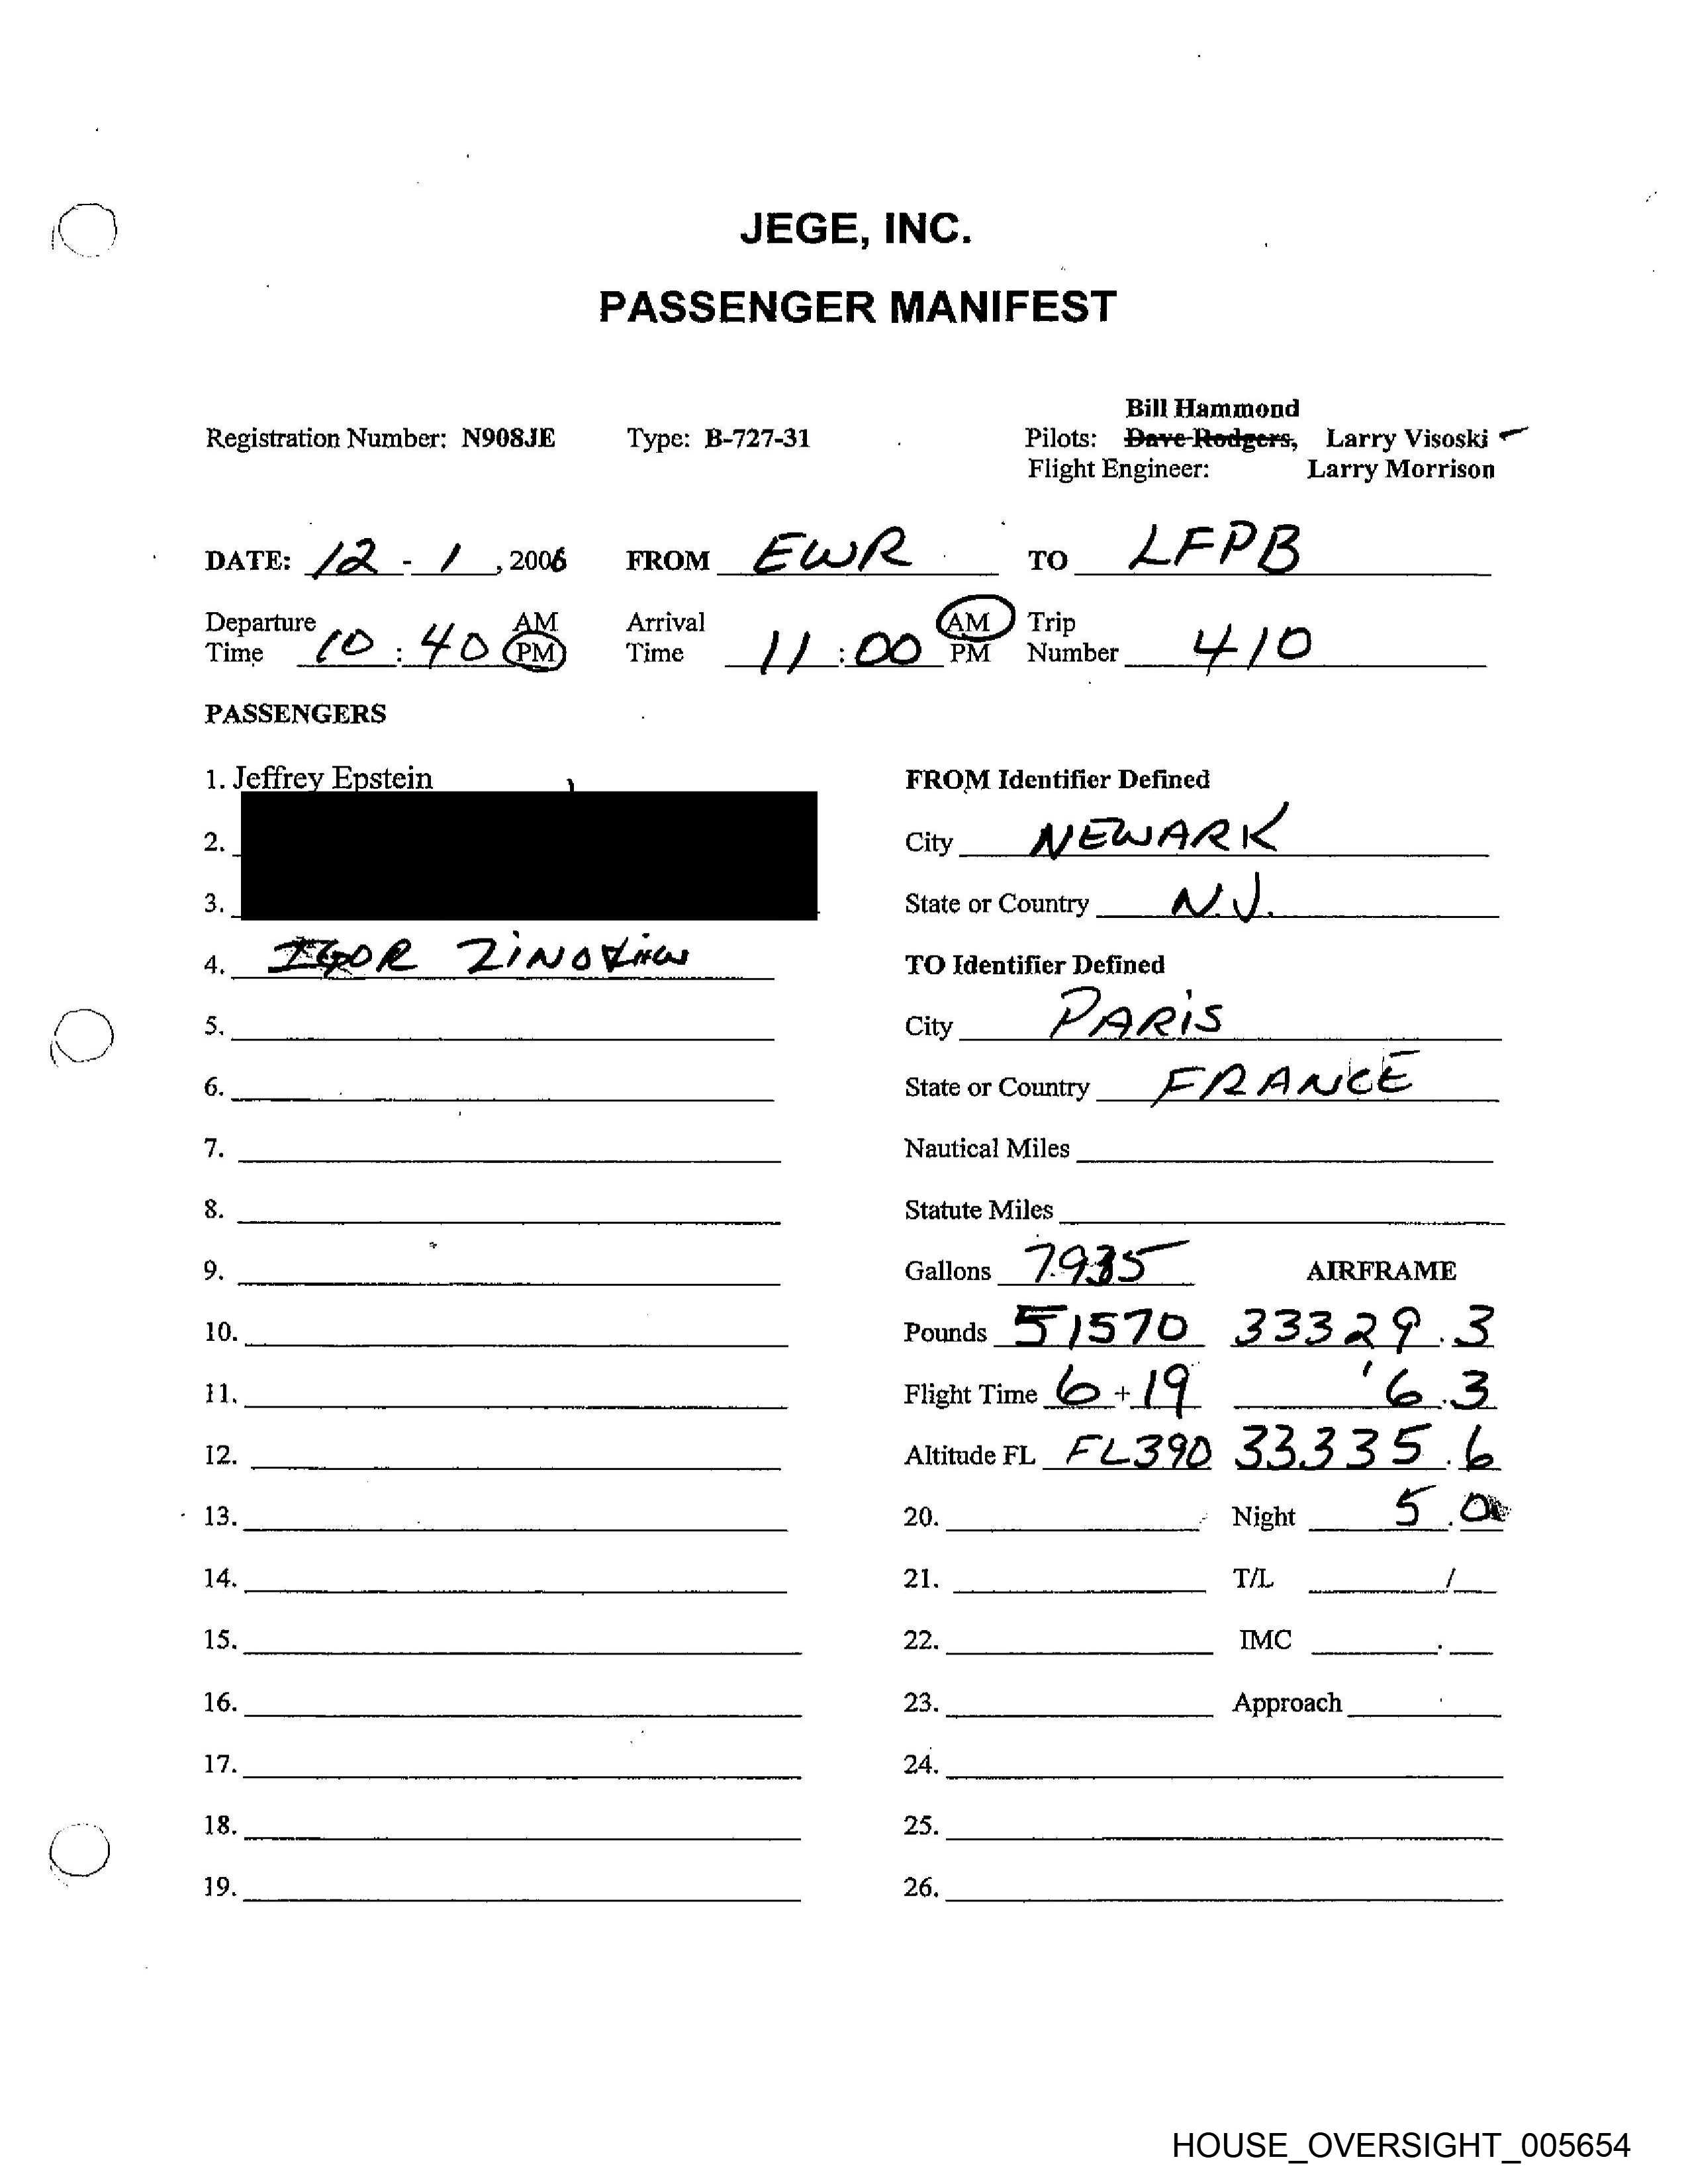 JEGE, INC.
PASSENGER MANIFEST
Bill Hammond
Registration Number: N908JE Type: B-727-31 Pilots: Dave Rodgers, Larry Visoski
Flight Engineer: Larry Morrison
DATE: 12 - 1, 2006 FROM EWR TO LFPB
Departure Time 10:40 AM PM Arrival Time 11:00 AM PM Trip Number 410
PASSENGERS
1. Jeffrey Epstein FROM Identifier Defined
2. City NEWARK
3. State or Country N.J.
4. IGOR TO Identifier Defined
5. City PARIS
6. State or Country FRANCE
7. Nautical Miles
8. Statute Miles
9. Gallons 7935 AIRFRAME
10. Pounds 51570 33329.3
11. Flight Time 6 + 19 6.3
12. Altitude FL FL390 33335.6
13. 20. Night 5.0
14. 21. T/L /
15. 22. IMC .
16. 23. Approach
17. 24.
18. 25.
19. 26.
HOUSE_OVERSIGHT_005654